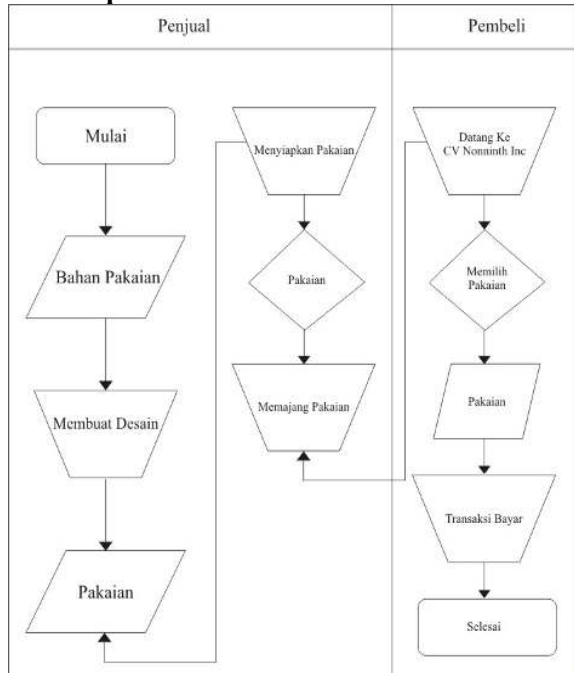 Penjual
Pembeli
Mulai
Bahan Pakaian
Membuat Desain
Pakaian
Menyiapkan Pakaian
Pakaian
Memajang Pakaian
Datang Ke
CV Nonninth Inc
Memilih
Pakaian
Pakaian
Transaksi Bayar
Selesai